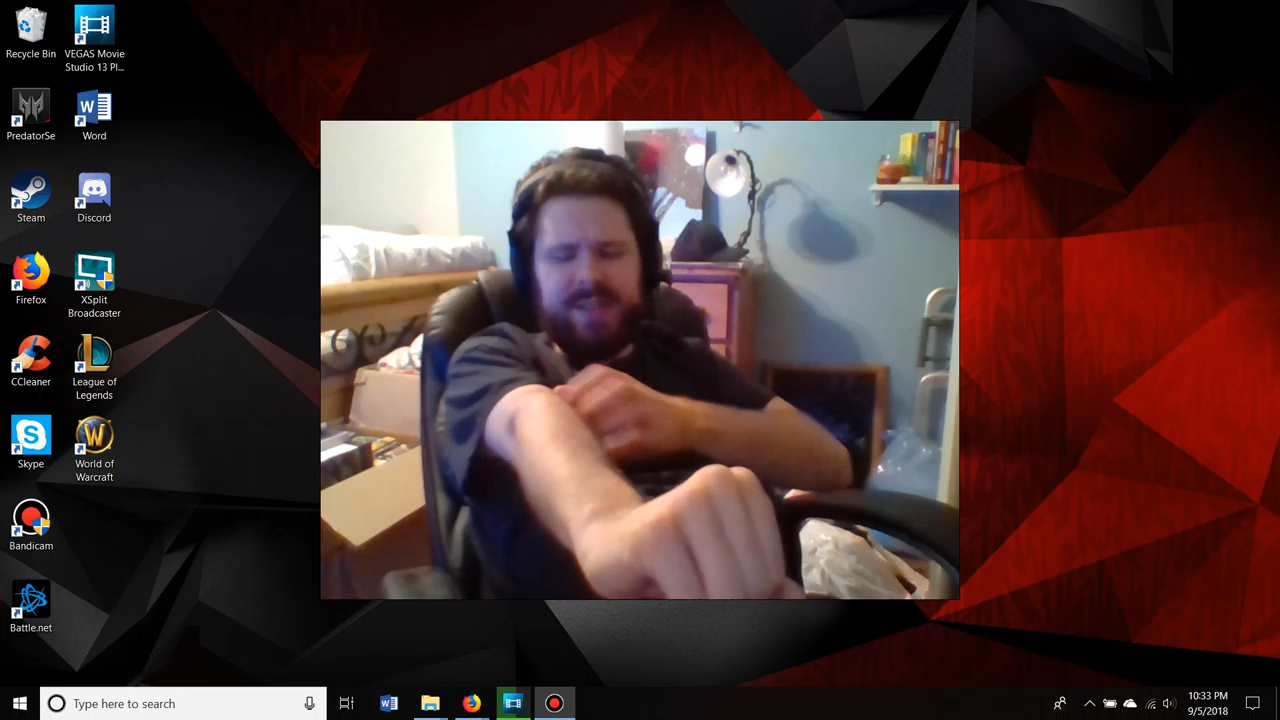 Recycle Bin
VEGAS Movie
Studio 13 Pl...
PredatorSe
Word
Steam
Discord
Firefox
XSplit
Broadcaster
CCleaner
League of
Legends
Skype
World of
Warcraft
Bandicam
Battle.net
Type here to search
10:33 PM
9/5/2018